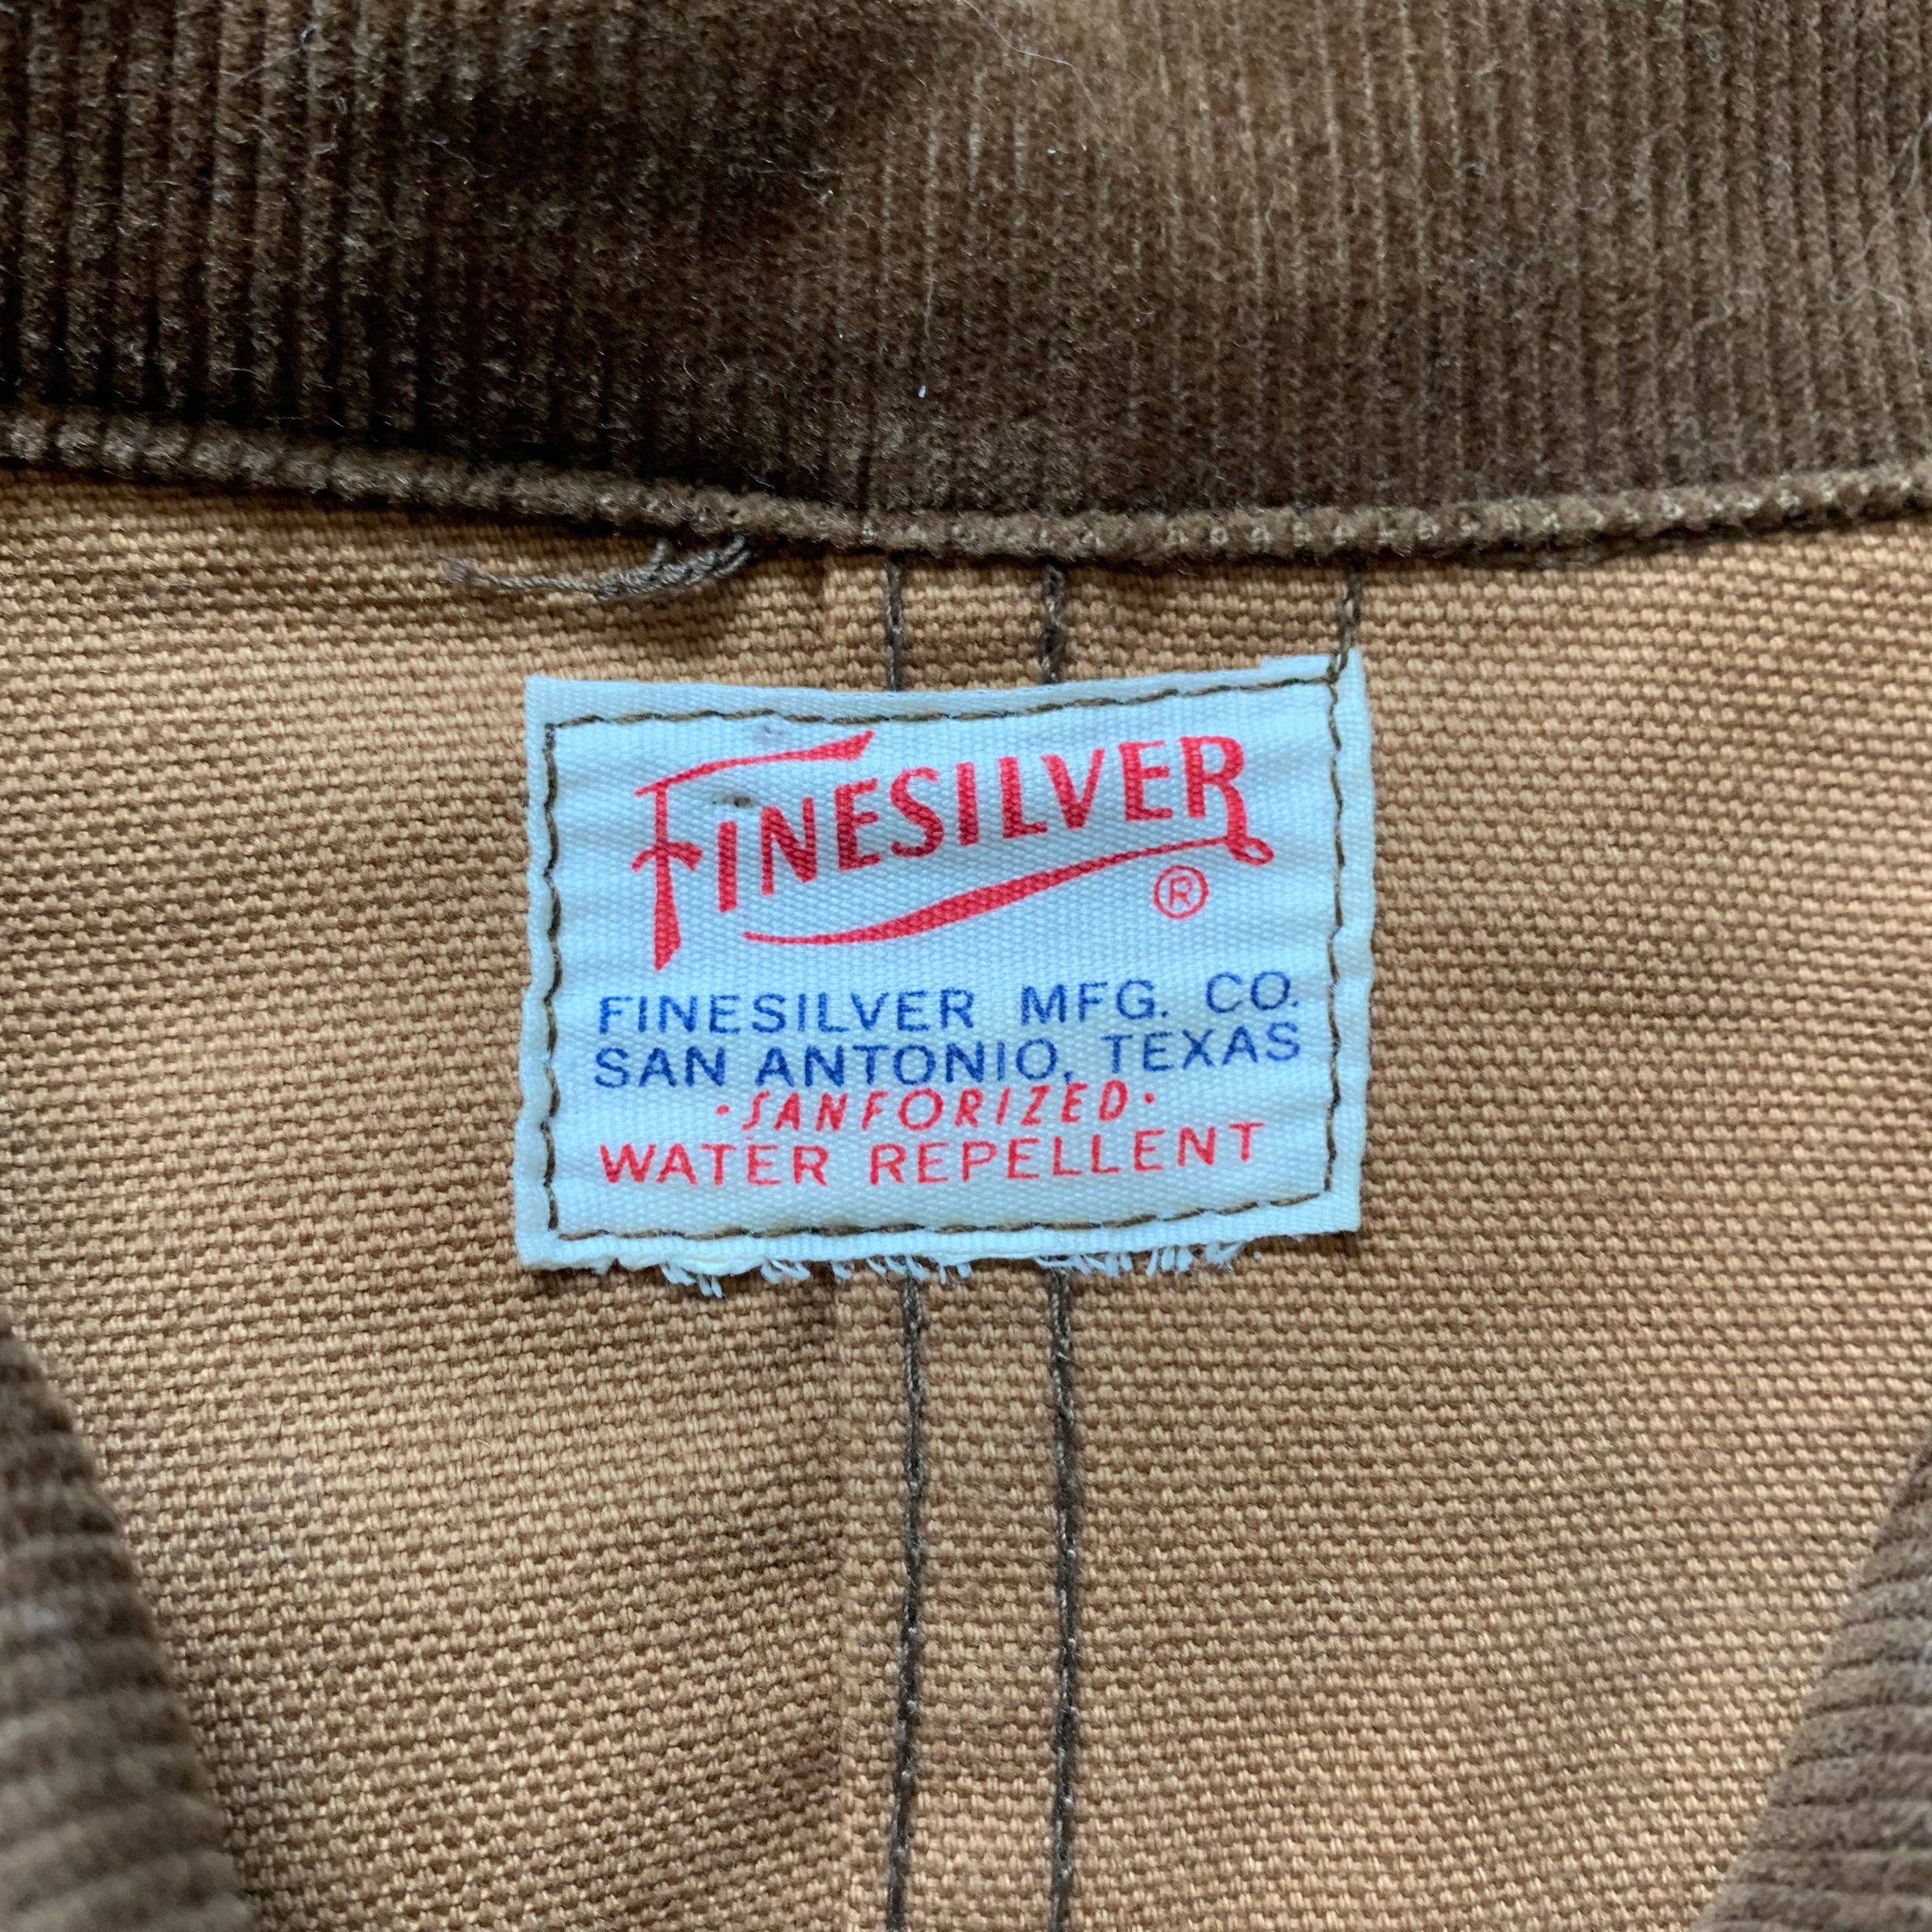 FINESILVER
®
FINESILVER MFG. CO.
SAN ANTONIO, TEXAS
·SANFORIZED·
WATER REPELLENT